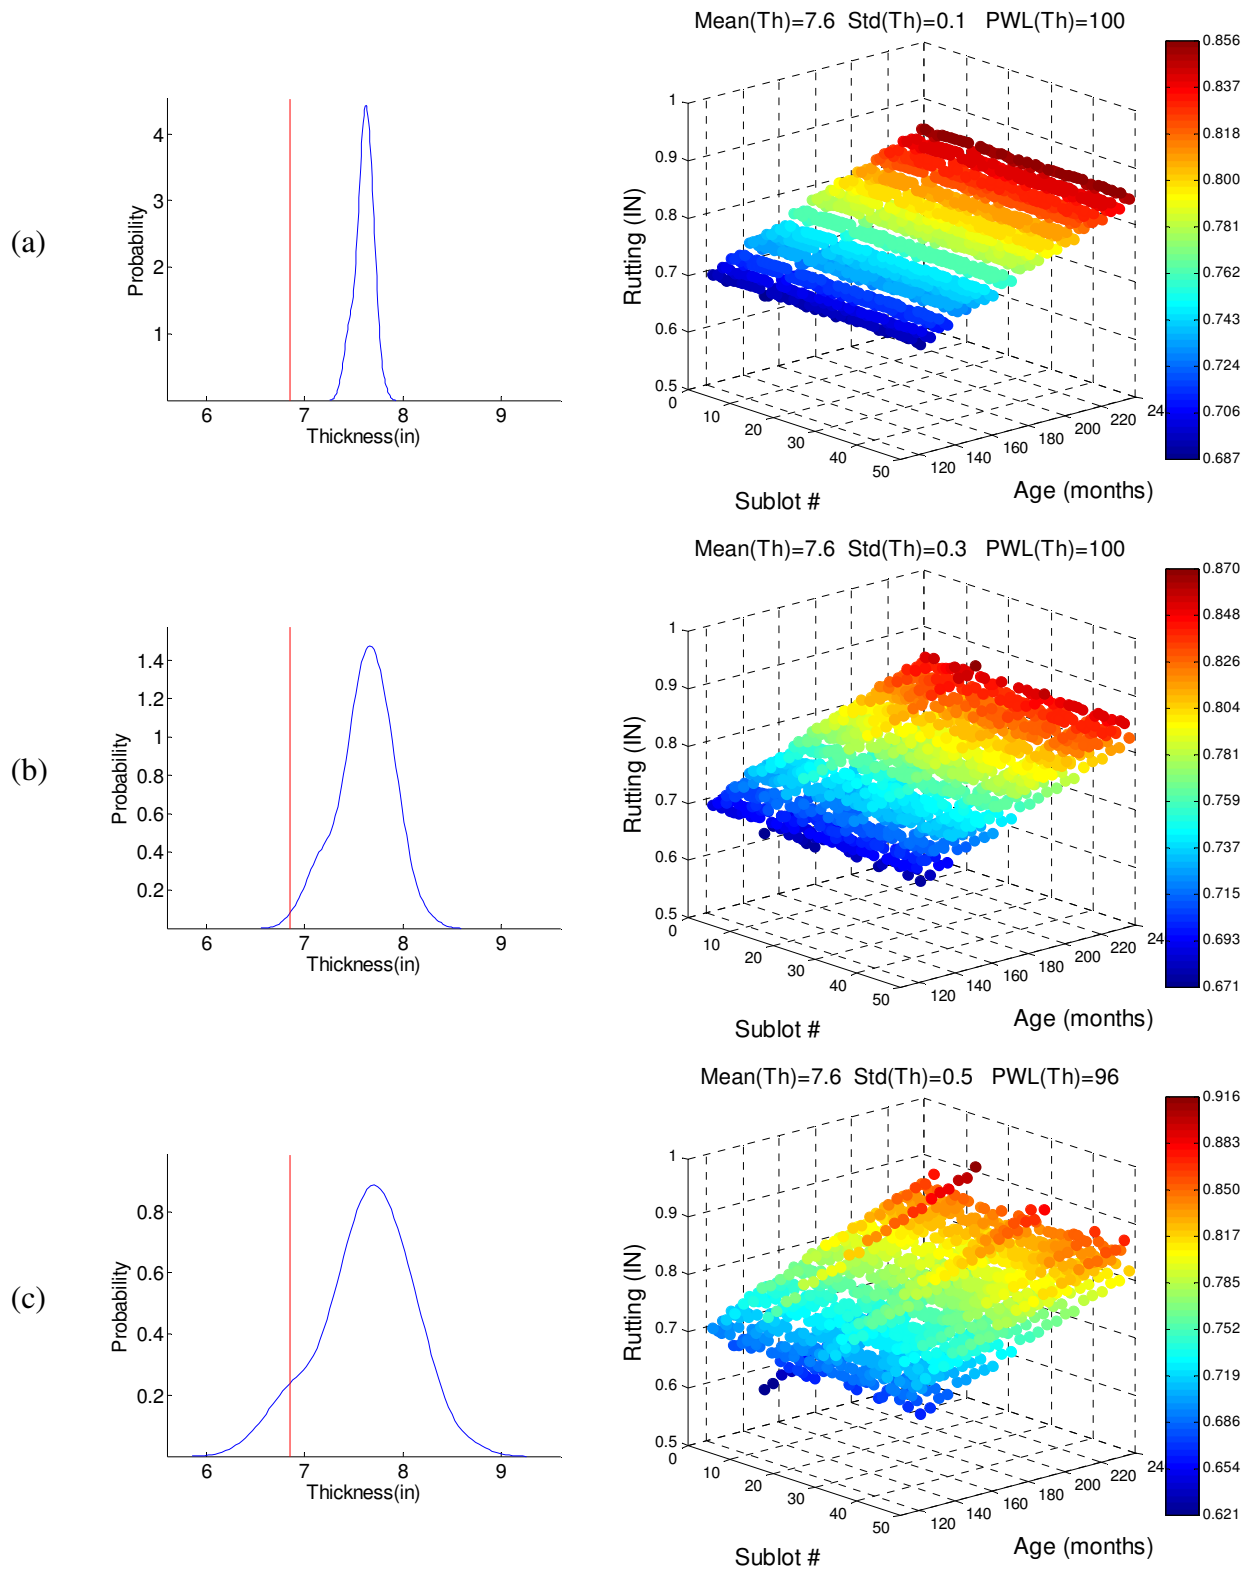 Mean(Th)=7.6 Std(Th)=0.1 PWL(Th)=100
(a)
Probability
4
3
2
1
6 7 8 9
Thickness(in)
Rutting (IN)
1
0.9
0.8
0.7
0.6
0.5
0 10 20 30 40 50
Sublot #
120 140 160 180 200 220 24
Age (months)
0.856
0.837
0.818
0.800
0.781
0.762
0.743
0.724
0.706
0.687
Mean(Th)=7.6 Std(Th)=0.3 PWL(Th)=100
(b)
Probability
1.4
1.2
1
0.8
0.6
0.4
0.2
6 7 8 9
Thickness(in)
Rutting (IN)
1
0.9
0.8
0.7
0.6
0.5
0 10 20 30 40 50
Sublot #
120 140 160 180 200 220 24
Age (months)
0.870
0.848
0.826
0.804
0.781
0.759
0.737
0.715
0.693
0.671
Mean(Th)=7.6 Std(Th)=0.5 PWL(Th)=96
(c)
Probability
0.8
0.6
0.4
0.2
6 7 8 9
Thickness(in)
Rutting (IN)
1
0.9
0.8
0.7
0.6
0.5
0 10 20 30 40 50
Sublot #
120 140 160 180 200 220 24
Age (months)
0.916
0.883
0.850
0.817
0.785
0.752
0.719
0.686
0.654
0.621